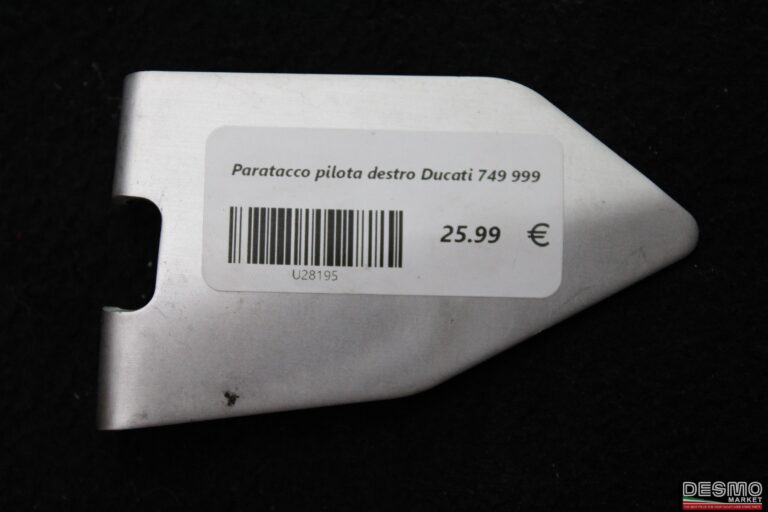 Paratacco pilota destro Ducati 749 999
25.99 €
U28195
DESMO
MARKET